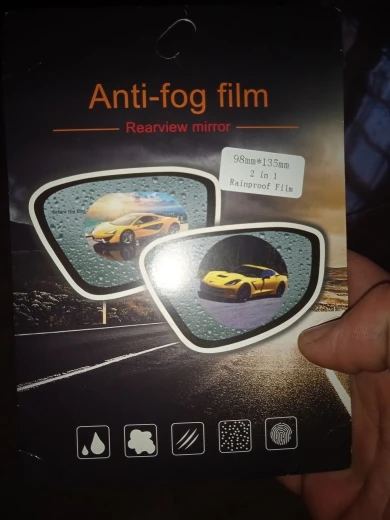 Anti-fog film
Rearview mirror
98mm*135mm
2 in 1
Rainproof Film